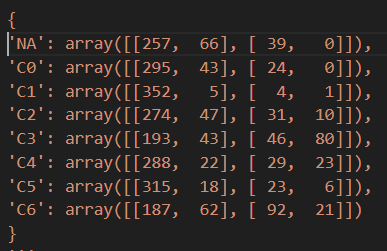 {
'NA': array([[257,  66], [ 39,   0]]),
'C0': array([[295,  43], [ 24,   0]]),
'C1': array([[352,   5], [  4,   1]]),
'C2': array([[274,  47], [ 31,  10]]),
'C3': array([[193,  43], [ 46,  80]]),
'C4': array([[288,  22], [ 29,  23]]),
'C5': array([[315,  18], [ 23,   6]]),
'C6': array([[187,  62], [ 92,  21]])
}